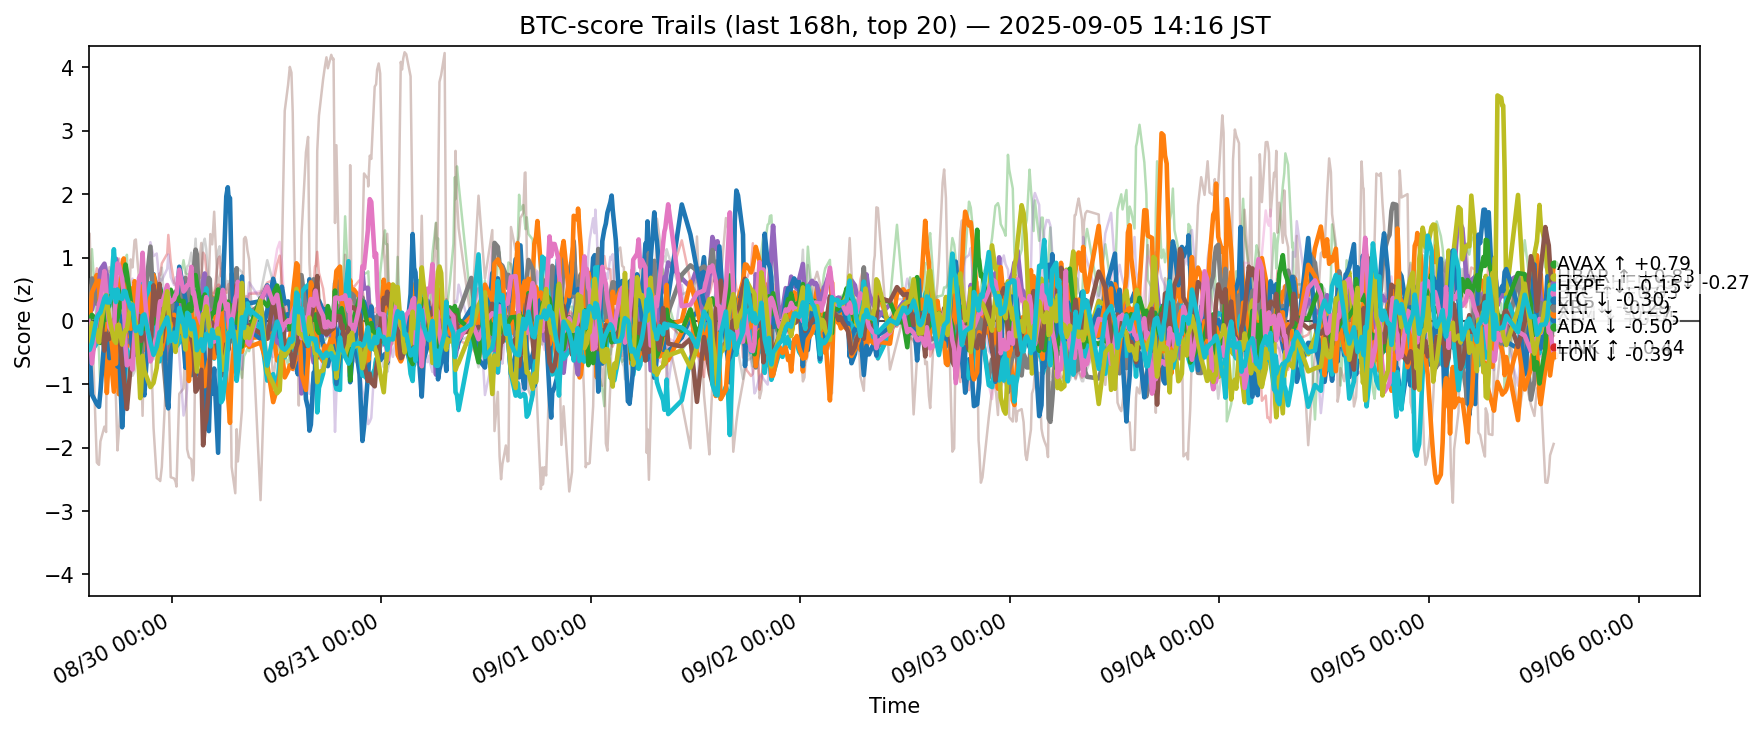 BTC-score Trails (last 168h, top 20) — 2025-09-05 14:16 JST
Score (z)
4
3
2
1
0
−1
−2
−3
−4
AVAX ↑ +0.79
-0.27
HYPE ↓ -0.15
LTC ↓ -0.30
ADA ↓ -0.50
LINK ↑ +0.44
TON ↓ -0.39
08/30 00:00
08/31 00:00
09/01 00:00
09/02 00:00
09/03 00:00
09/04 00:00
09/05 00:00
09/06 00:00
Time